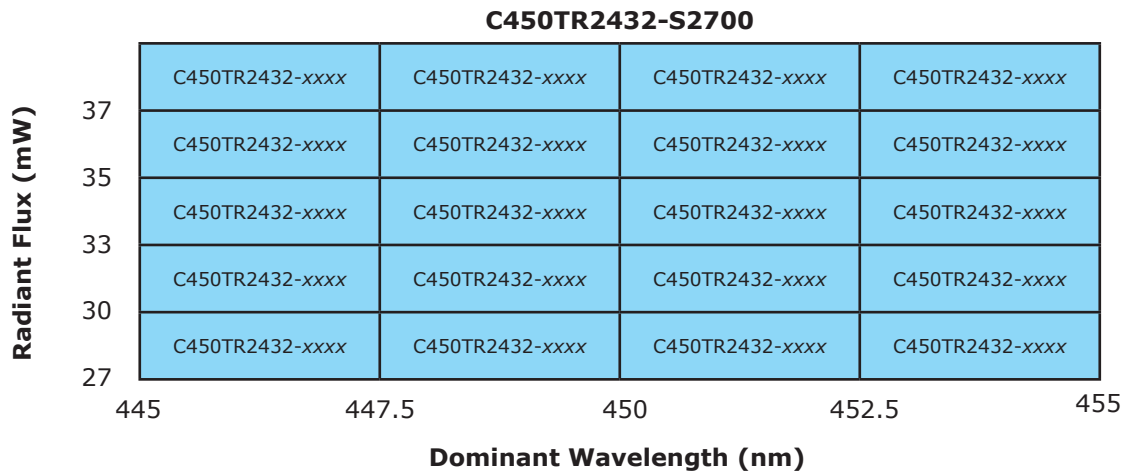 C450TR2432-S2700
C450TR2432-xxxx C450TR2432-xxxx C450TR2432-xxxx C450TR2432-xxxx
37
C450TR2432-xxxx C450TR2432-xxxx C450TR2432-xxxx C450TR2432-xxxx
35
C450TR2432-xxxx C450TR2432-xxxx C450TR2432-xxxx C450TR2432-xxxx
33
C450TR2432-xxxx C450TR2432-xxxx C450TR2432-xxxx C450TR2432-xxxx
30
C450TR2432-xxxx C450TR2432-xxxx C450TR2432-xxxx C450TR2432-xxxx
27
Radiant Flux (mW)
445 447.5 450 452.5 455
Dominant Wavelength (nm)